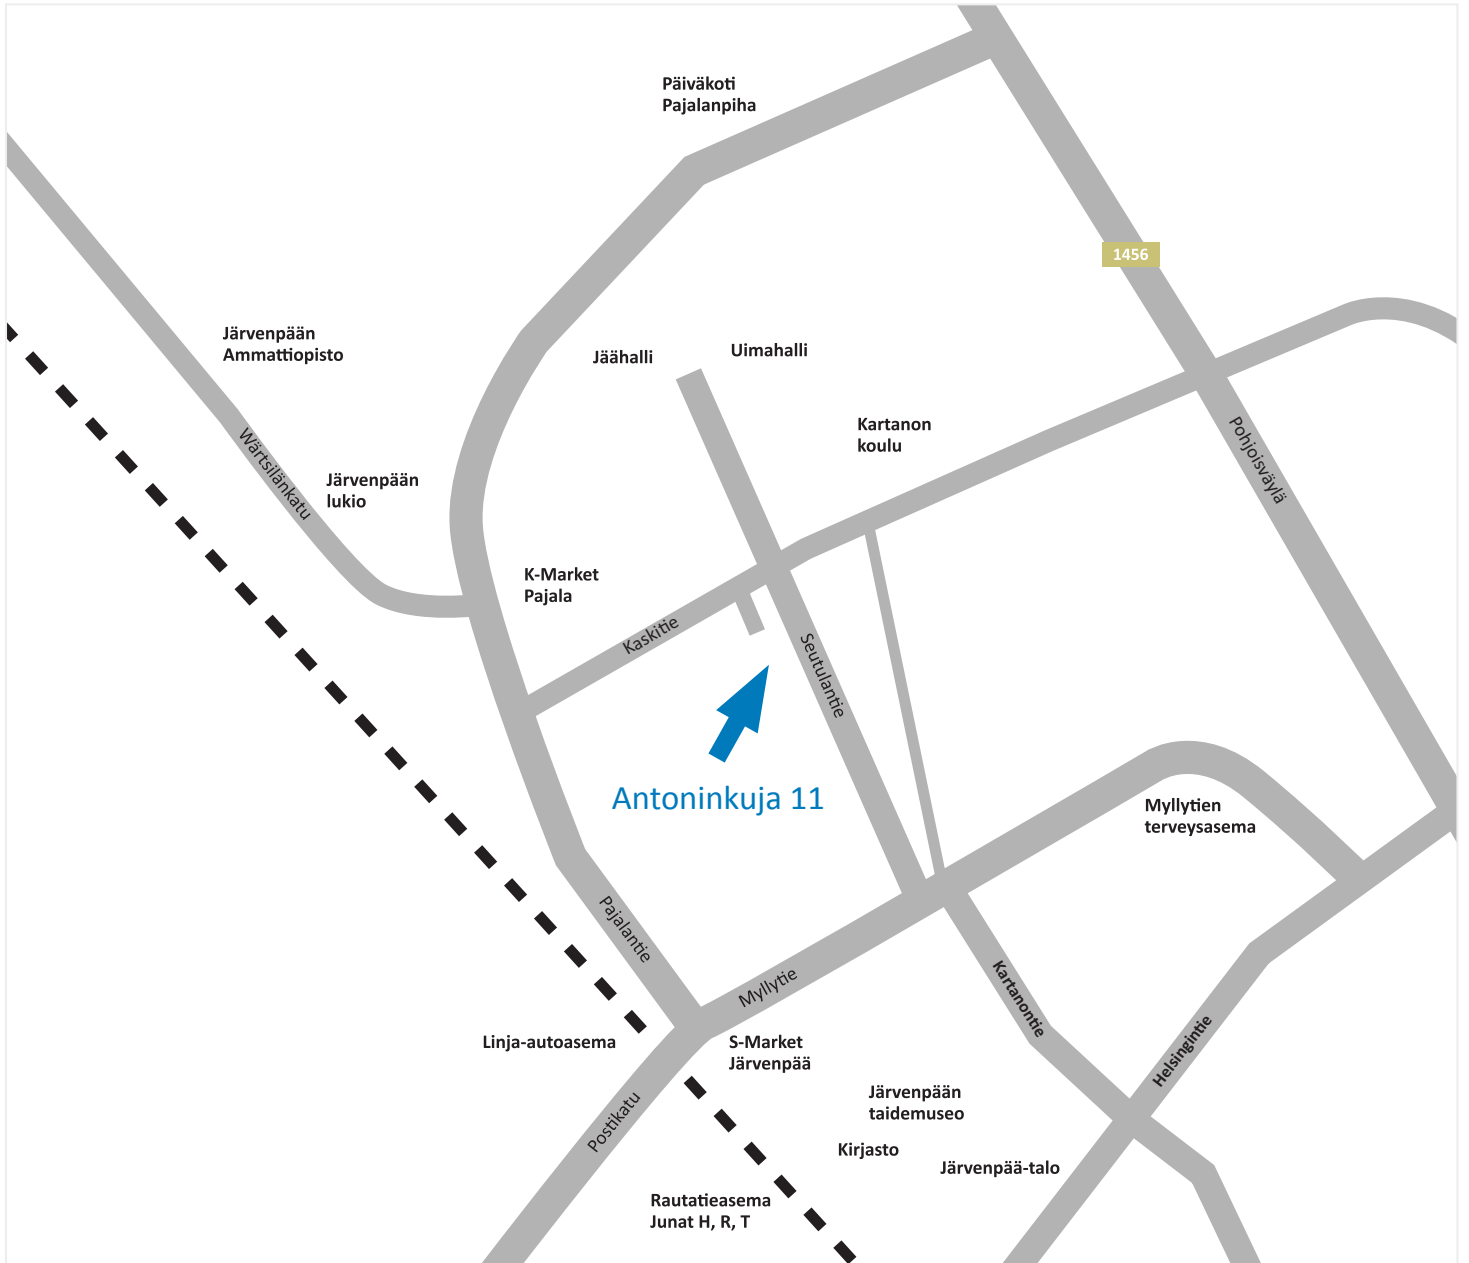 Päiväkoti
Pajalanpiha
1456
Järvenpään
Ammattiopisto
Jäähalli
Uimahalli
Kartanon
koulu
Wärtsilänkatu
Järvenpään
lukio
Pohjoisväylä
K-Market
Pajala
Kaskitie
Seutulantie
Antoninkuja 11
Myllytien
terveysasema
Pajalantie
Myllytie
Kartanontie
Linja-autoasema
S-Market
Järvenpää
Helsingintie
Postikatu
Järvenpään
taidemuseo
Kirjasto
Järvenpää-talo
Rautatieasema
Junat H, R, T